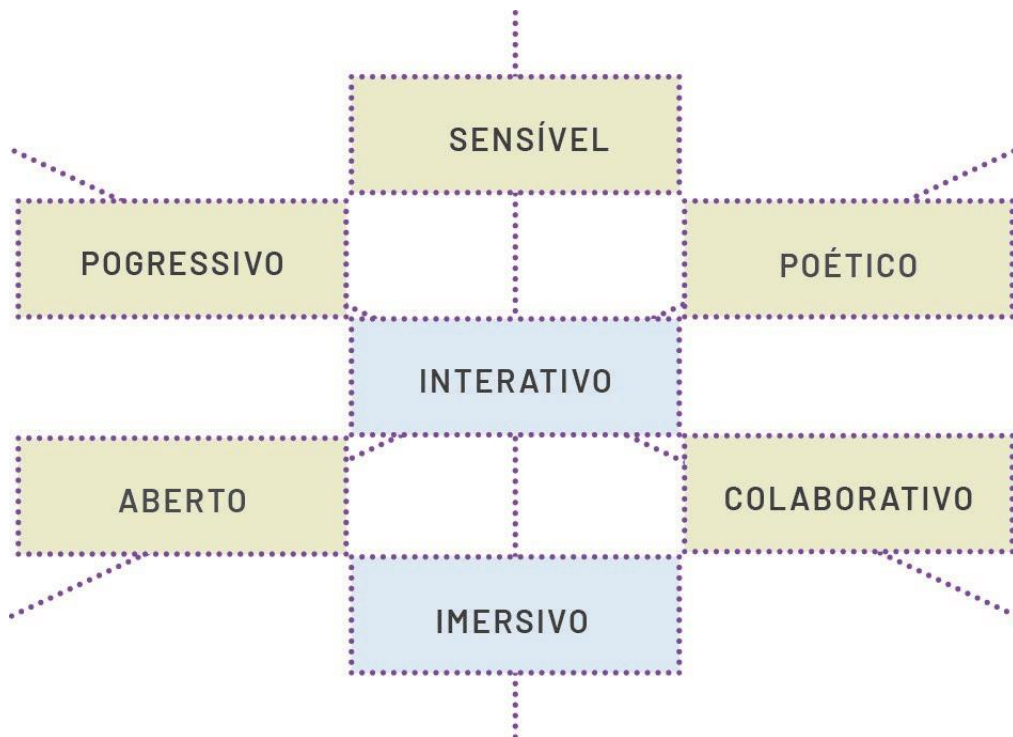 SENSÍVEL
POGRESSIVO
POÉTICO
INTERATIVO
ABERTO
COLABORATIVO
IMERSIVO